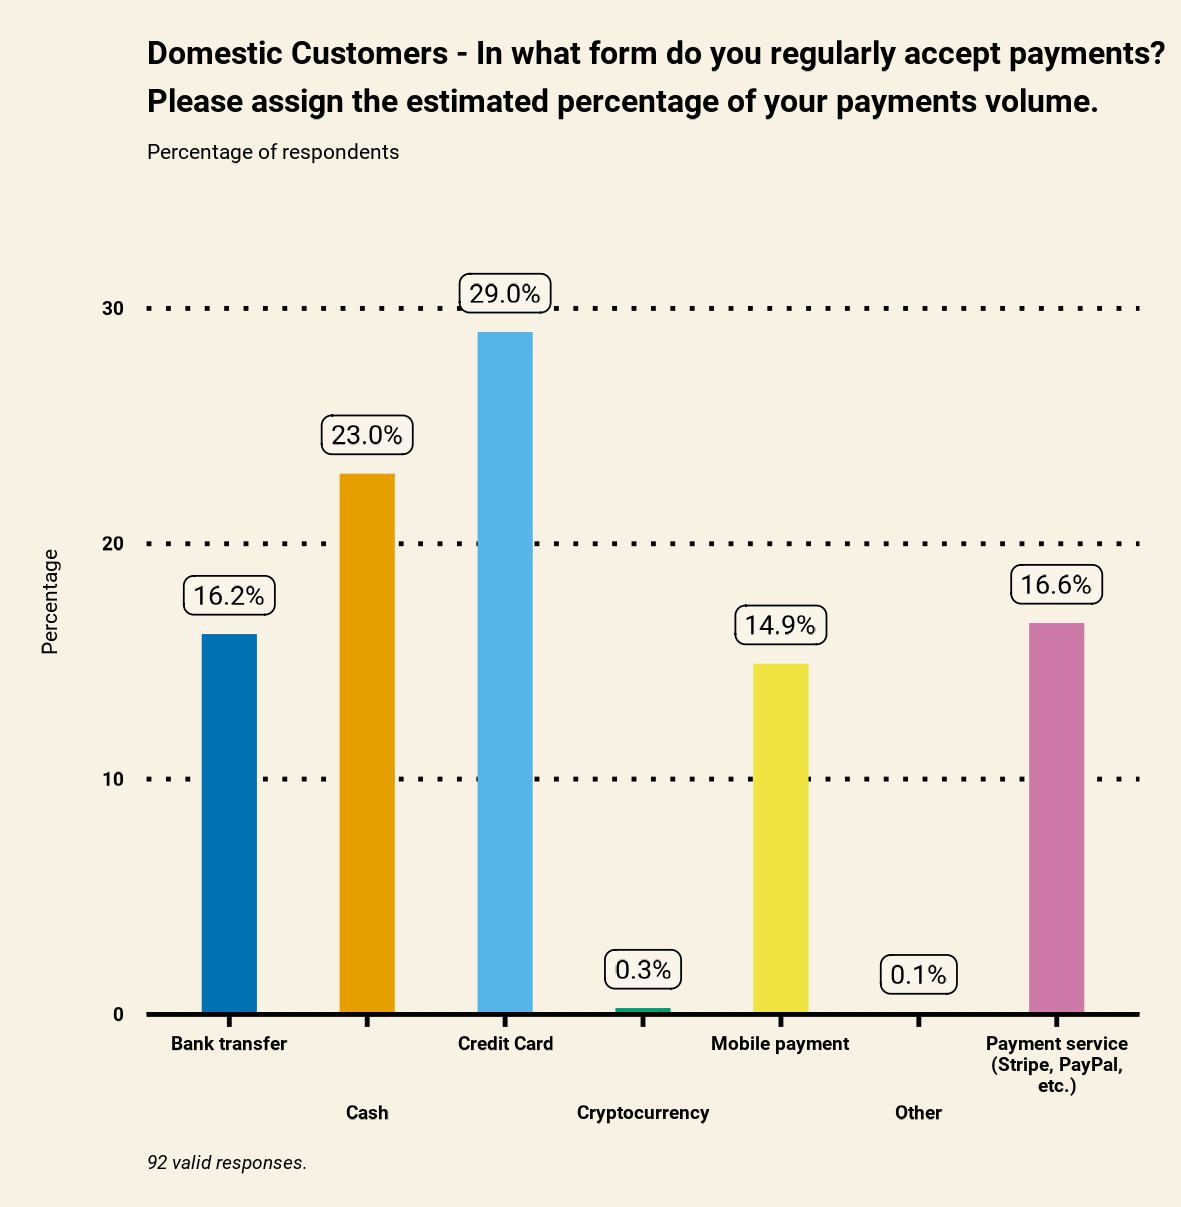 Domestic Customers - In what form do you regularly accept payments?
Please assign the estimated percentage of your payments volume.
Percentage of respondents
Percentage
30
20
10
0
16.2%
23.0%
29.0%
0.3%
14.9%
0.1%
16.6%
Bank transfer
Cash
Credit Card
Cryptocurrency
Mobile payment
Other
Payment service
(Stripe, PayPal,
etc.)
92 valid responses.